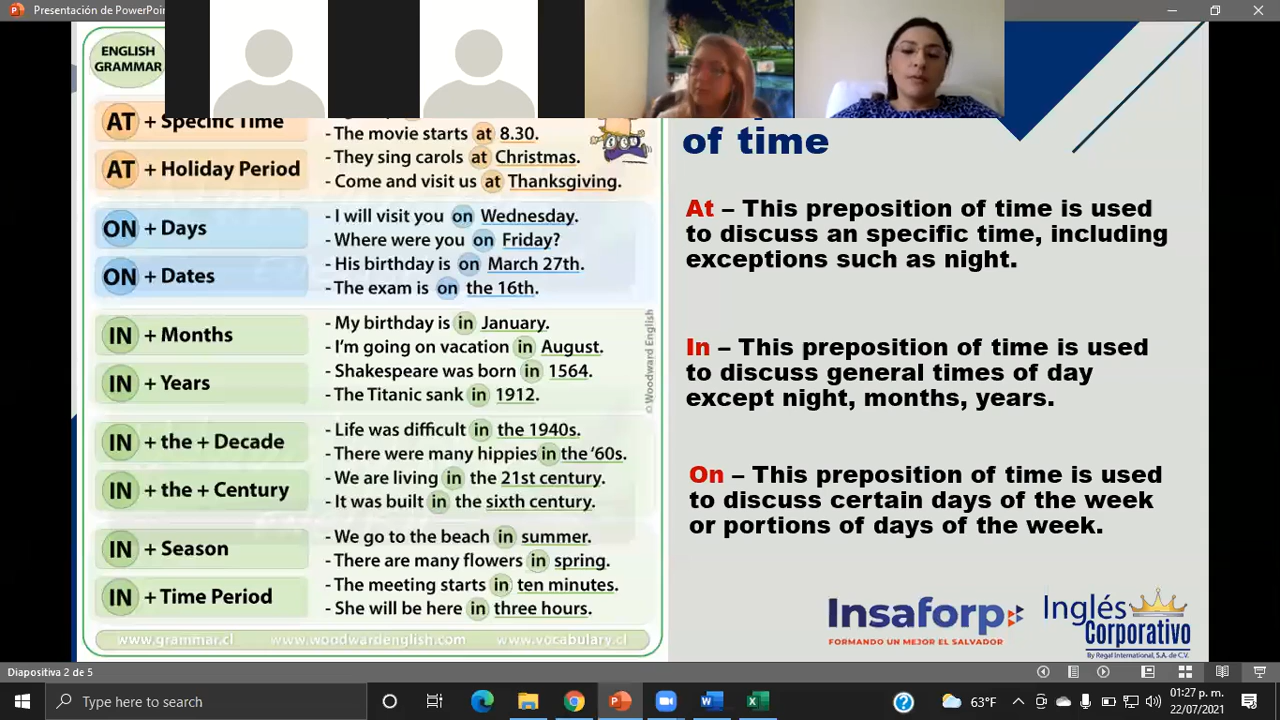 Presentación de PowerPoin
ENGLISH
GRAMMAR
AT + Specific Time
- The movie starts at 8.30.
- They sing carols at Christmas.
AT + Holiday Period
- Come and visit us at Thanksgiving.
ON + Days
- I will visit you on Wednesday.
- Where were you on Friday?
ON + Dates
- His birthday is on March 27th.
- The exam is on the 16th.
IN + Months
- My birthday is in January.
- I'm going on vacation in August.
IN + Years
- Shakespeare was born in 1564.
- The Titanic sank in 1912.
IN + the + Decade
- Life was difficult in the 1940s.
- There were many hippies in the '60s.
IN + the + Century
- We are living in the 21st century.
- It was built in the sixth century.
IN + Season
- We go to the beach in summer.
- There are many flowers in spring.
IN + Time Period
- The meeting starts in ten minutes.
- She will be here in three hours.
© Woodward English
www.grammar.cl www.woodwardenglish.com www.vocabulary.cl
of time
At – This preposition of time is used
to discuss an specific time, including
exceptions such as night.
In – This preposition of time is used
to discuss general times of day
except night, months, years.
On – This preposition of time is used
to discuss certain days of the week
or portions of days of the week.
Insaforp
FORMANDO UN MEJOR EL SALVADOR
Inglés
Corporativo
By Regal International, S.A. de C.V.
Diapositiva 2 de 5
Type here to search
63°F
01:27 p. m.
22/07/2021